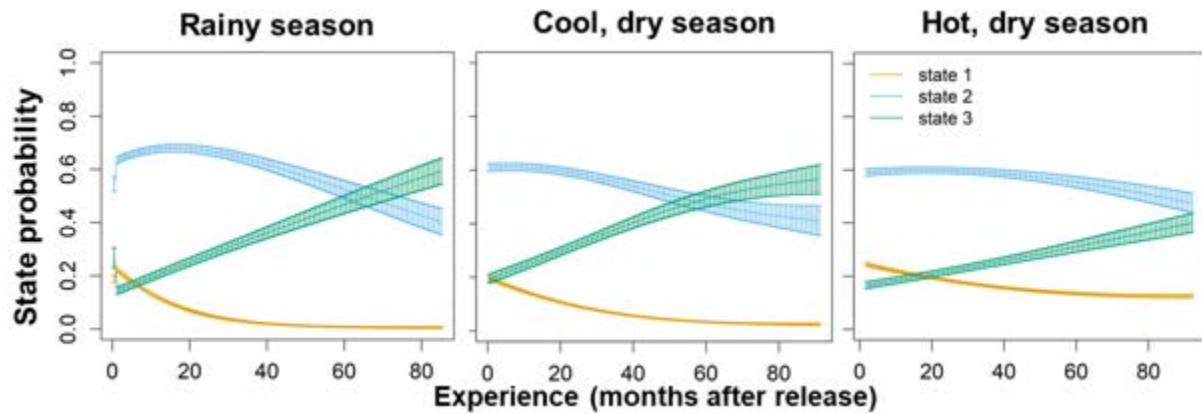 Rainy season
Cool, dry season
Hot, dry season
State probability
1.0
0.8
0.6
0.4
0.2
0.0
state 1
state 2
state 3
0 20 40 60 80
0 20 40 60 80
0 20 40 60 80
Experience (months after release)